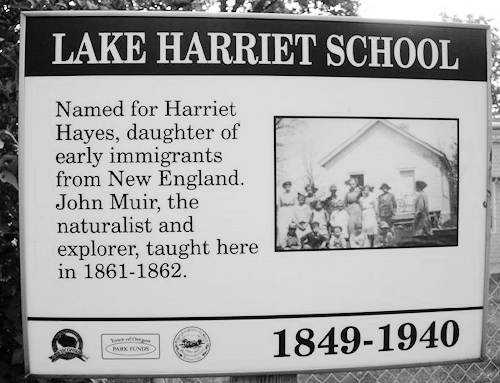 LAKE HARRIET SCHOOL
Named for Harriet
Hayes, daughter of
early immigrants
from New England.
John Muir, the
naturalist and
explorer, taught here
in 1861-1862.
Town of Oregon
PARK FUNDS
1849-1940